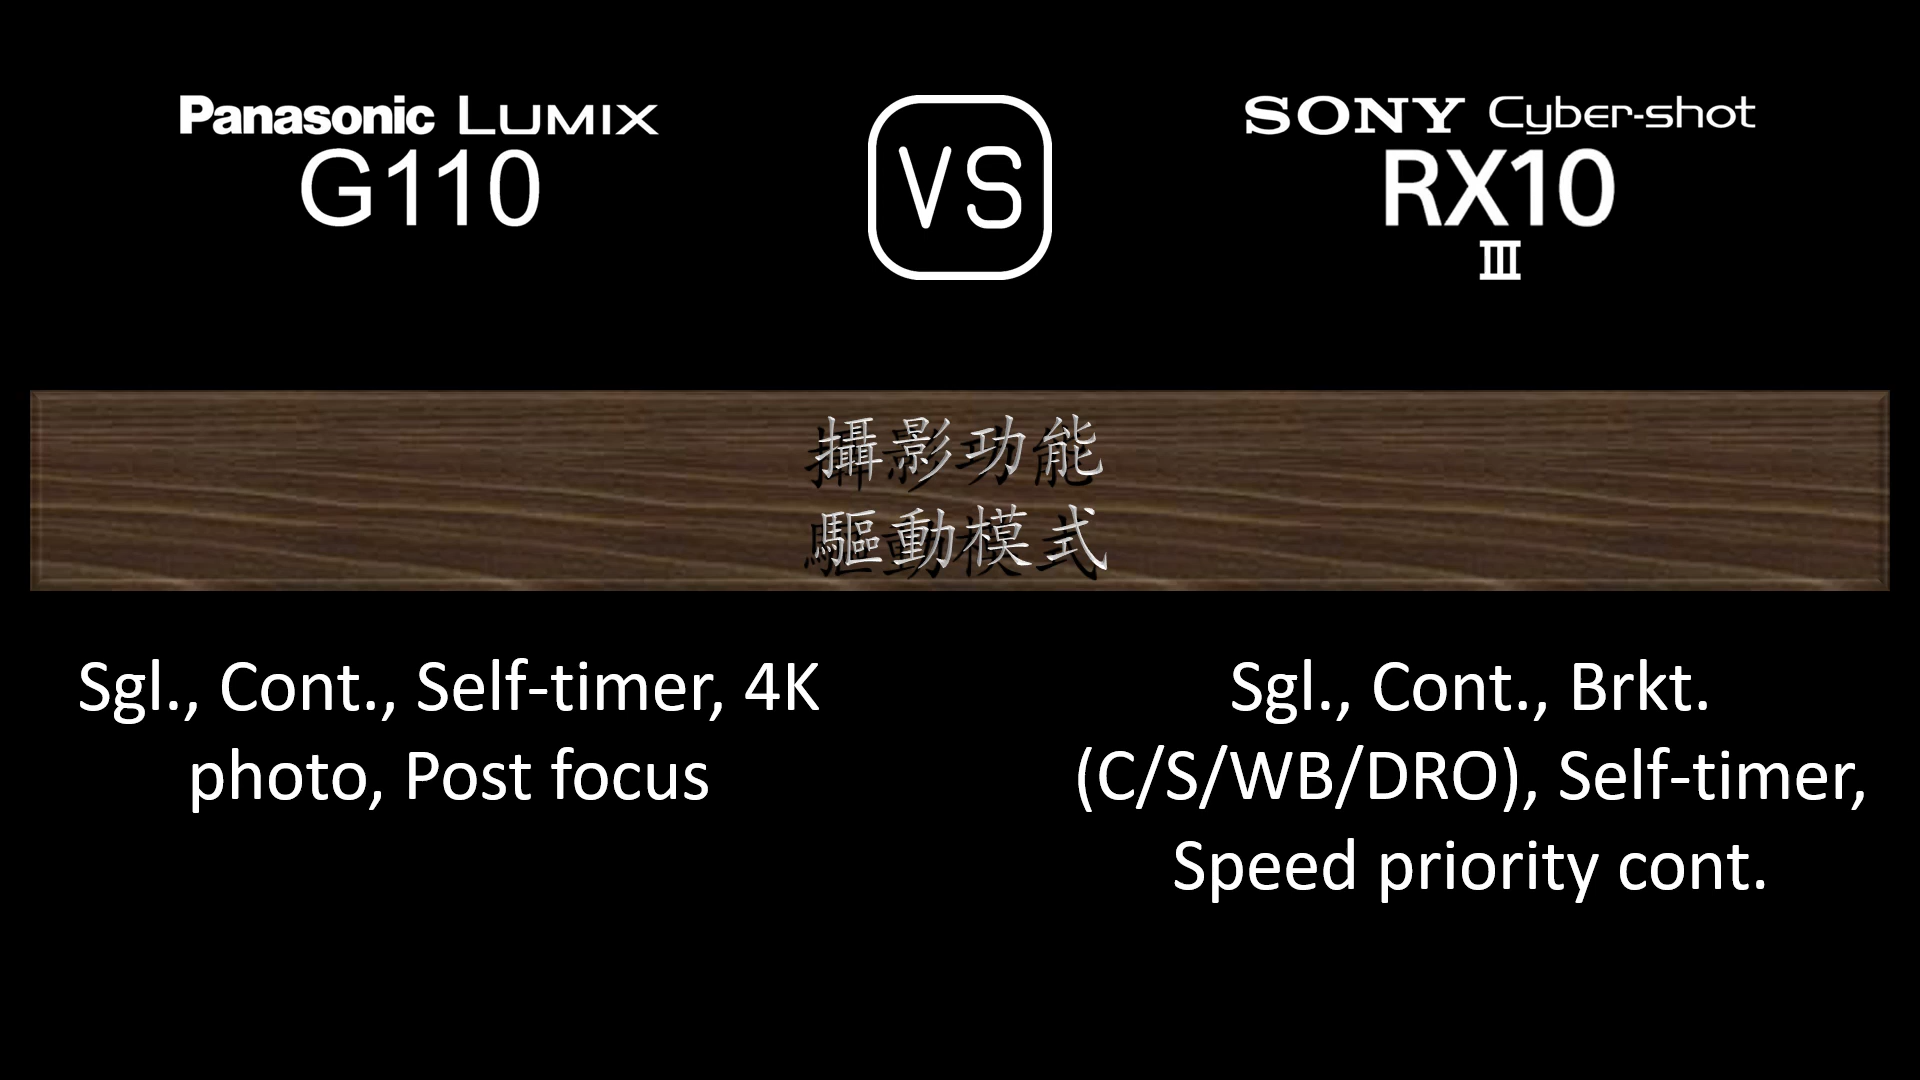 Panasonic LUMIX
G110
VS
SONY Cyber-shot
RX10
III
攝影功能
驅動模式
Sgl., Cont., Self-timer, 4K
photo, Post focus
Sgl., Cont., Brkt.
(C/S/WB/DRO), Self-timer,
Speed priority cont.